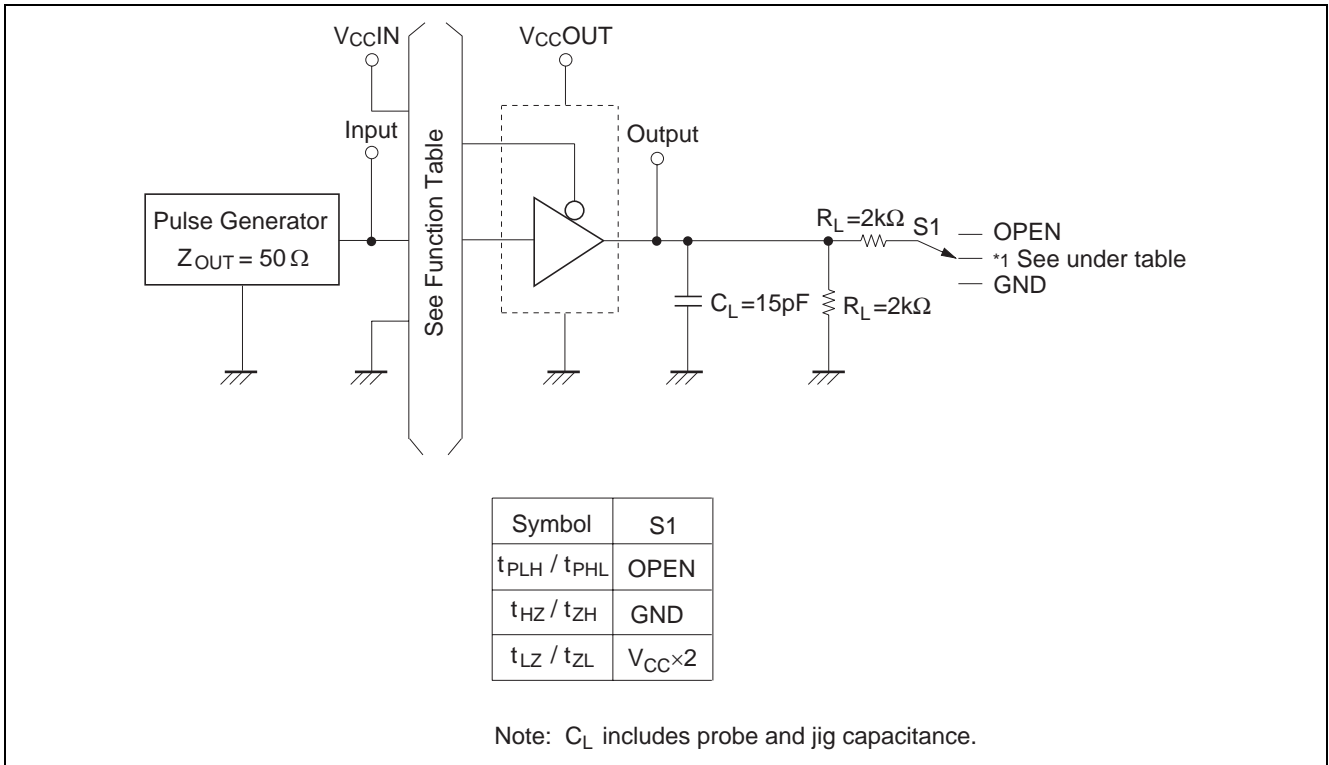 VCCIN
VCCOUT
Input
Output
See Function Table
Pulse Generator
ZOUT = 50 Ω
RL=2kΩ
S1
OPEN
*1 See under table
GND
CL=15pF
RL=2kΩ
Symbol S1
tPLH / tPHL OPEN
tHZ / tZH GND
tLZ / tZL VCC×2
Note: CL includes probe and jig capacitance.